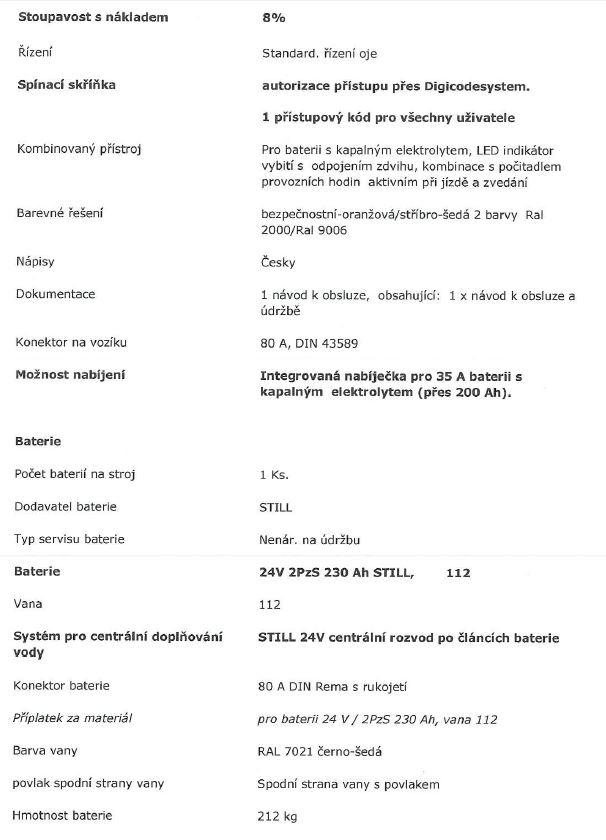 Stoupavost s nákladem 8%
Řízení Standard. řízení oje
Spínací skříňka autorizace přístupu přes Digicodesystem.
1 přístupový kód pro všechny uživatele
Kombinovaný přístroj Pro baterii s kapalným elektrolytem, LED indikátor
vybití s odpojením zdvihu, kombinace s počitadlem
provozních hodin aktivním při jízdě a zvedání
Barevné řešení bezpečnostní-oranžová/stříbro-šedá 2 barvy Ral
2000/Ral 9006
Nápisy Česky
Dokumentace 1 návod k obsluze, obsahující: 1 x návod k obsluze a
údržbě
Konektor na vozíku 80 A, DIN 43589
Možnost nabíjení Integrovaná nabíječka pro 35 A baterii s
kapalným elektrolytem (přes 200 Ah).
Baterie
Počet baterií na stroj 1 Ks.
Dodavatel baterie STILL
Typ servisu baterie Nenár. na údržbu
Baterie 24V 2PzS 230 Ah STILL, 112
Vana 112
Systém pro centrální doplňování STILL 24V centrální rozvod po článcích baterie
vody
Konektor baterie 80 A DIN Rema s rukojetí
Příplatek za materiál pro baterii 24 V / 2PzS 230 Ah, vana 112
Barva vany RAL 7021 černo-šedá
povlak spodní strany vany Spodní strana vany s povlakem
Hmotnost baterie 212 kg